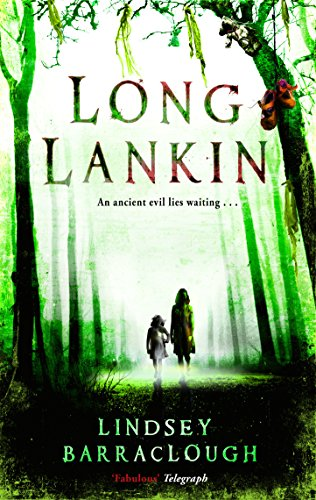 LONG
LANKIN
An ancient evil lies waiting . . .
LINDSEY
BARRACLOUGH
'Fabulous' Telegraph